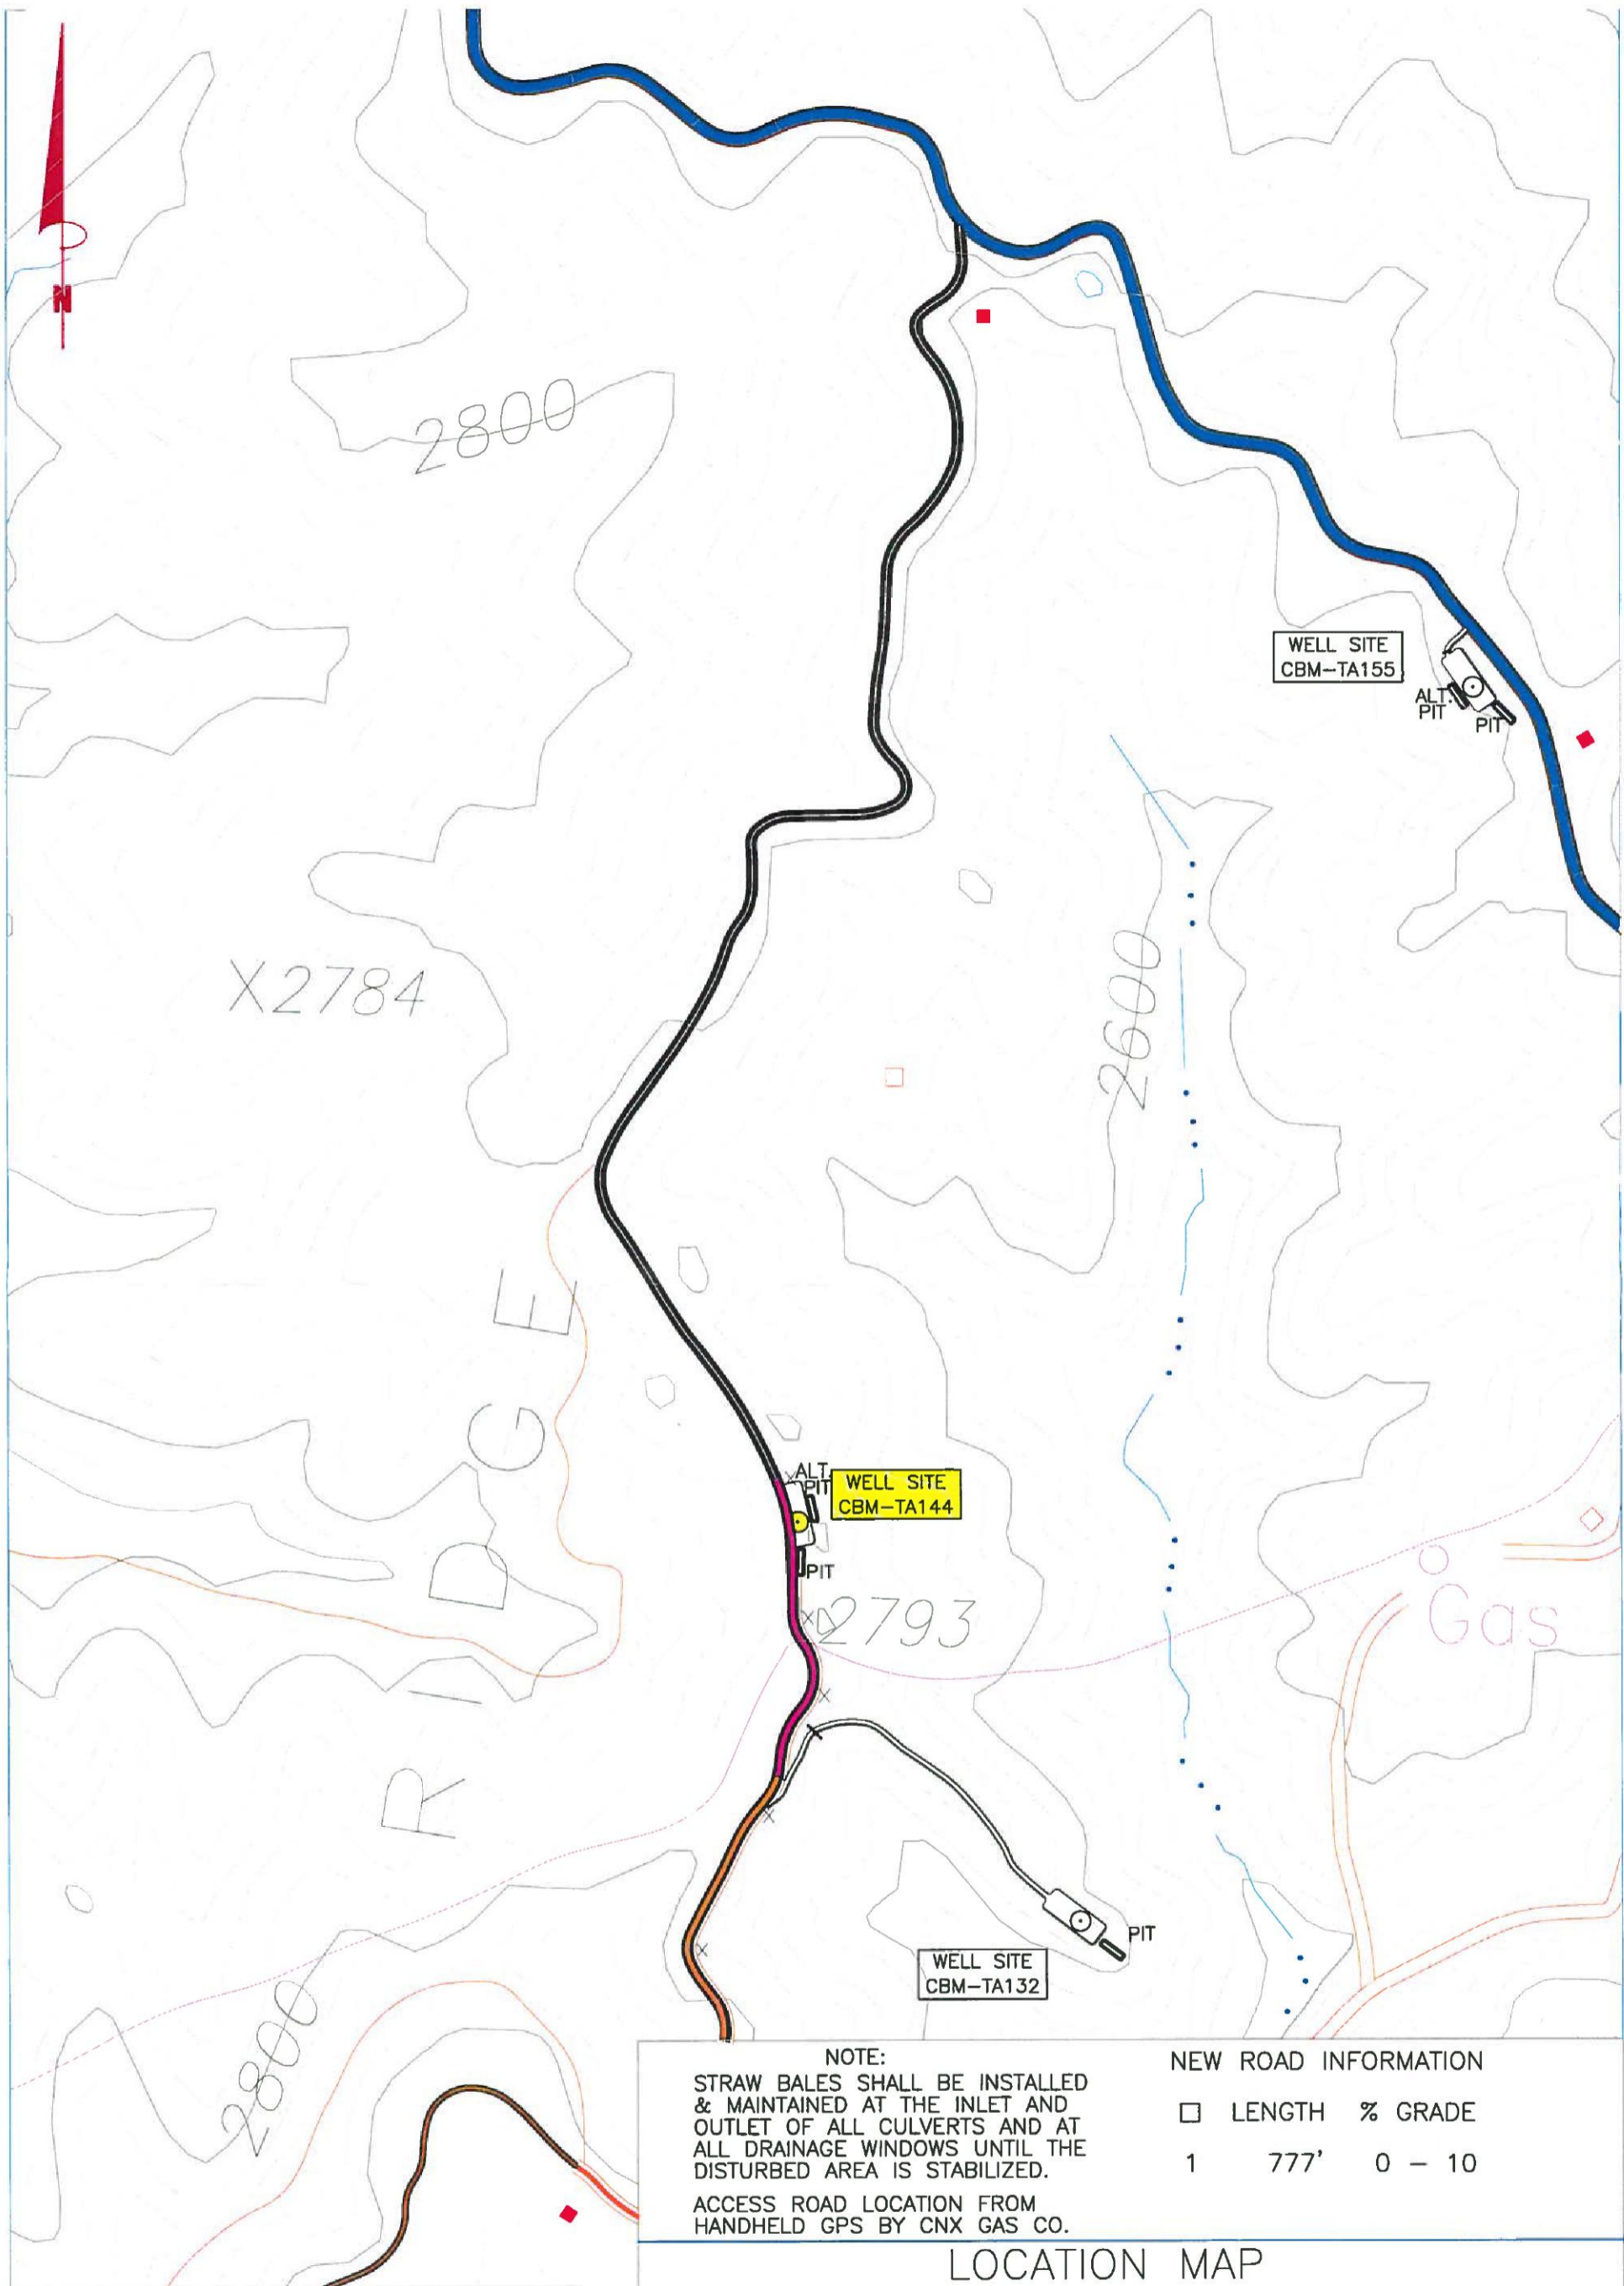 N
2800
WELL SITE
CBM-TA155
ALT.
PIT
PIT
X2784
2600
RIDGE
ALT.
PIT
WELL SITE
CBM-TA144
PIT
2793
Gas
PIT
WELL SITE
CBM-TA132
2800
NOTE:
STRAW BALES SHALL BE INSTALLED
& MAINTAINED AT THE INLET AND
OUTLET OF ALL CULVERTS AND AT
ALL DRAINAGE WINDOWS UNTIL THE
DISTURBED AREA IS STABILIZED.
ACCESS ROAD LOCATION FROM
HANDHELD GPS BY CNX GAS CO.
NEW ROAD INFORMATION
□ LENGTH % GRADE
1 777' 0 - 10
LOCATION MAP